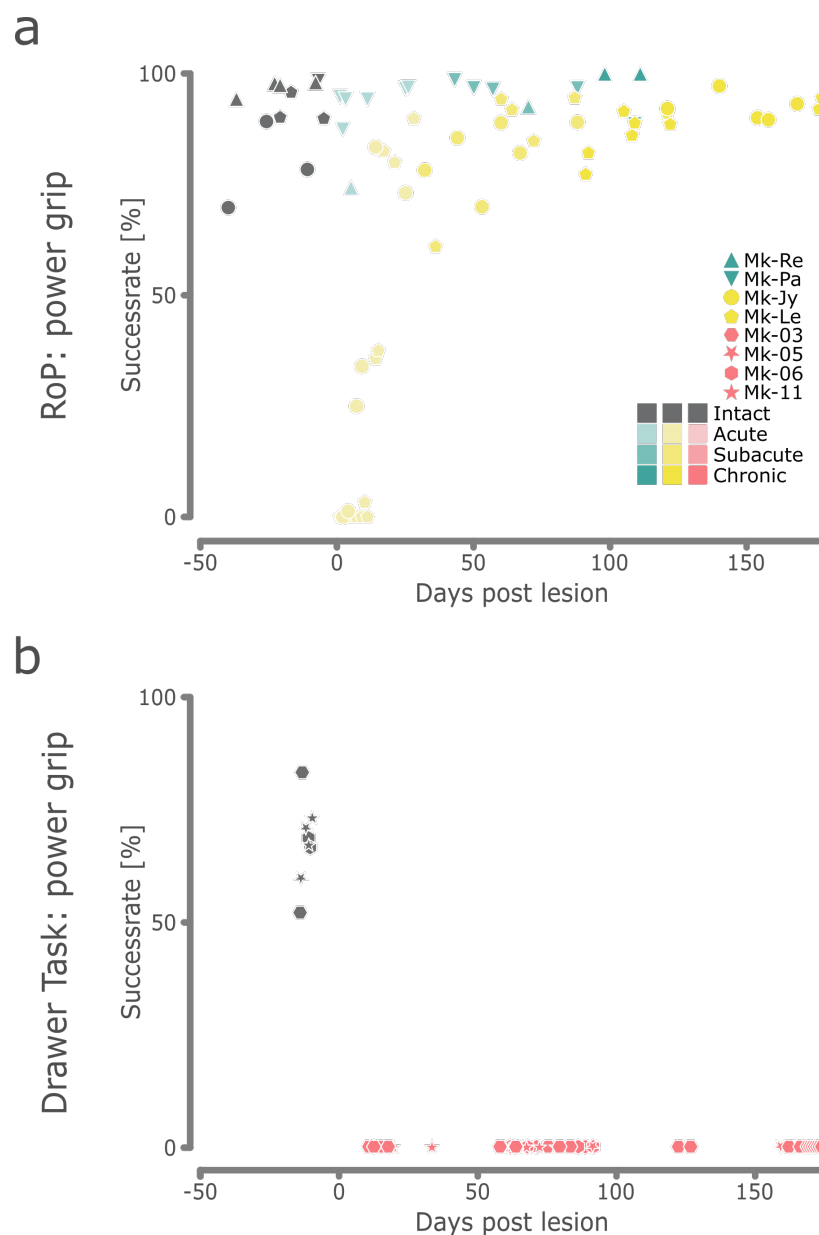 a
RoP: power grip
Successrate [%]
100
50
0
Mk-Re
Mk-Pa
Mk-Jy
Mk-Le
Mk-03
Mk-05
Mk-06
Mk-11
Intact
Acute
Subacute
Chronic
-50 0 50 100 150
Days post lesion
b
Drawer Task: power grip
Successrate [%]
100
50
0
-50 0 50 100 150
Days post lesion